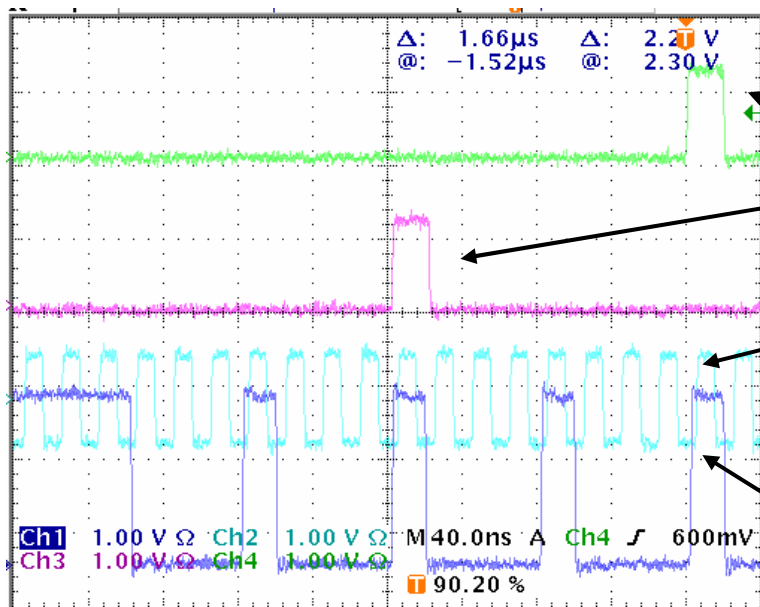 Δ: 1.66µs Δ: 2.2 V
@: −1.52µs @: 2.30 V
Ch1 1.00 V Ω Ch2 1.00 V Ω M 40.0ns A Ch4 ʃ 600mV
Ch3 1.00 V Ω Ch4 1.00 V Ω
T 90.20 %